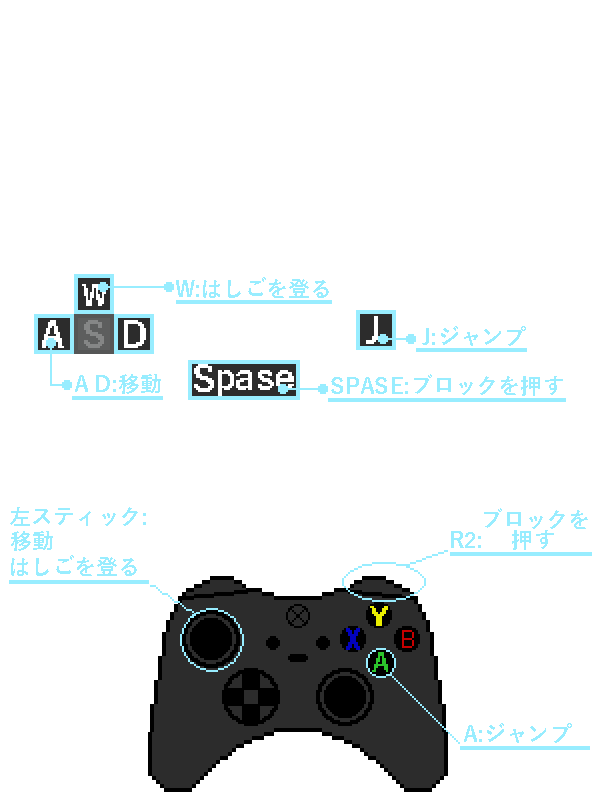 W
W:はしごを登る
A S D
J
J:ジャンプ
A D:移動
Spase
SPASE:ブロックを押す
左スティック:
移動
はしごを登る
ブロックを
R2: 押す
Y
X
B
A
A:ジャンプ